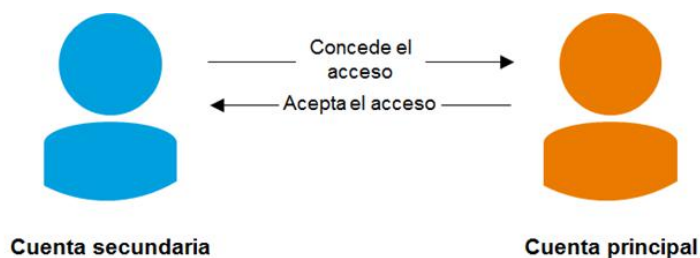 Concede el
acceso
Acepta el acceso
Cuenta secundaria
Cuenta principal